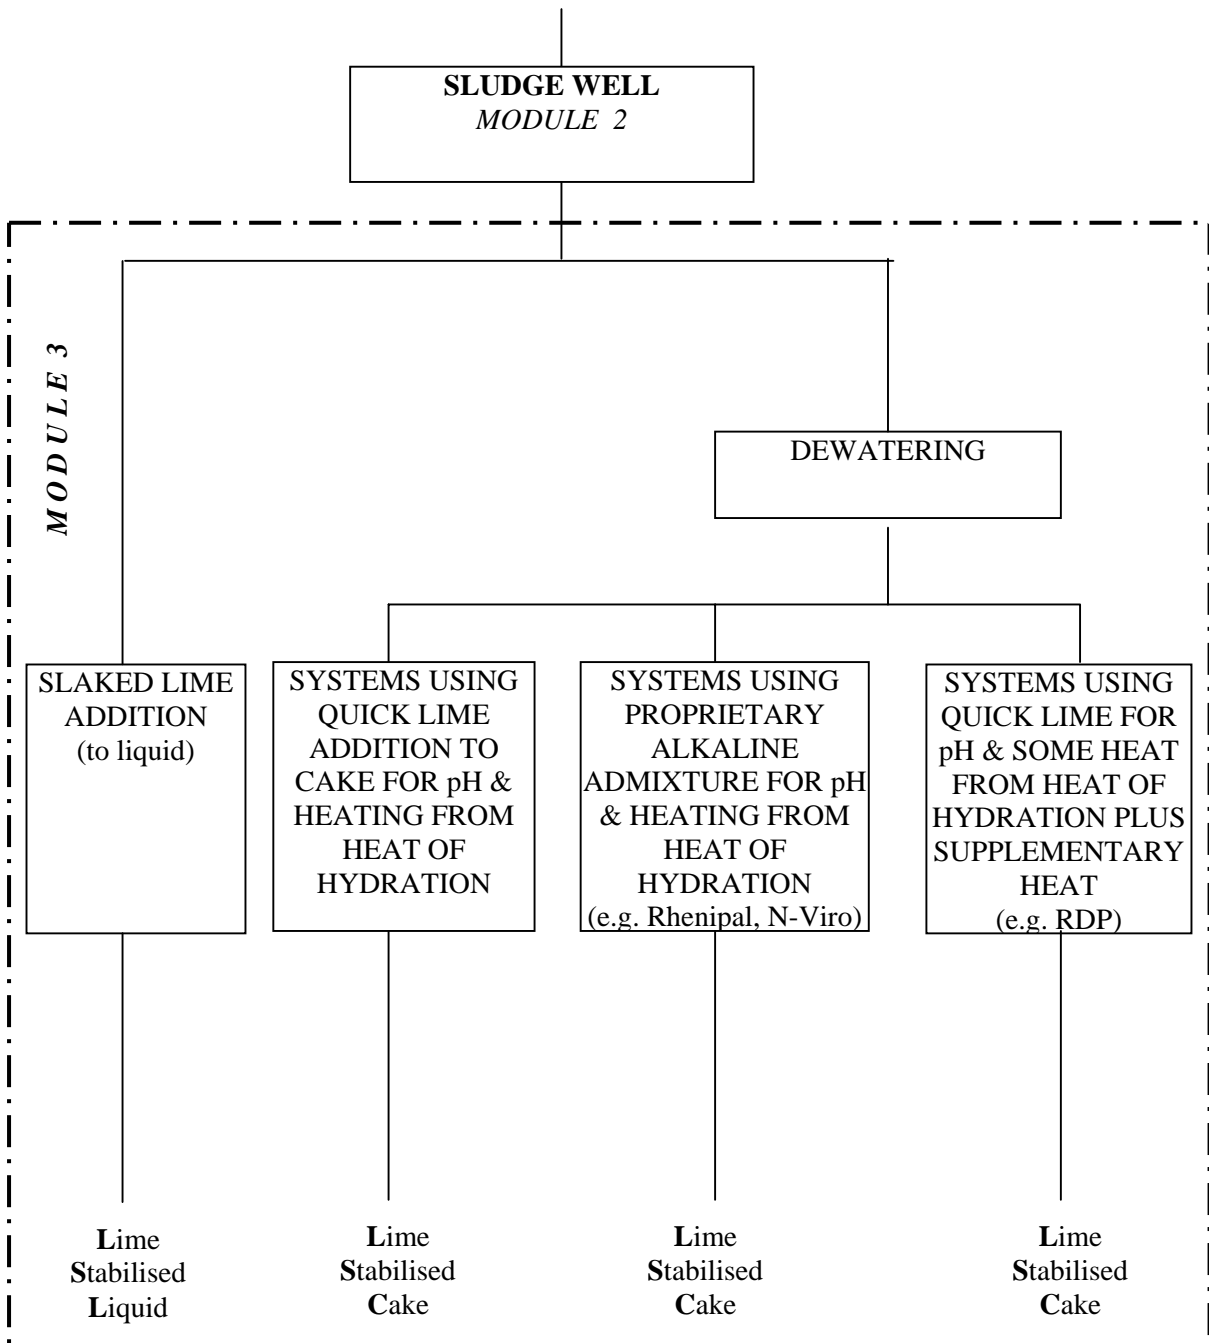 SLUDGE WELL
MODULE 2
MODULE 3
DEWATERING
SLAKED LIME
ADDITION
(to liquid)
SYSTEMS USING
QUICK LIME
ADDITION TO
CAKE FOR pH &
HEATING FROM
HEAT OF
HYDRATION
SYSTEMS USING
PROPRIETARY
ALKALINE
ADMIXTURE FOR pH
& HEATING FROM
HEAT OF
HYDRATION
(e.g. Rhenipal, N-Viro)
SYSTEMS USING
QUICK LIME FOR
pH & SOME HEAT
FROM HEAT OF
HYDRATION PLUS
SUPPLEMENTARY
HEAT
(e.g. RDP)
Lime
Stabilised
Liquid
Lime
Stabilised
Cake
Lime
Stabilised
Cake
Lime
Stabilised
Cake